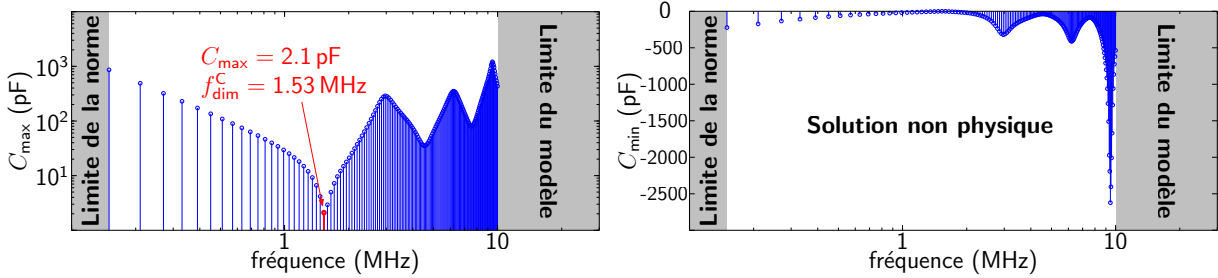 C_max = 2.1 pF
f_dim^C = 1.53 MHz
Limite de la norme
Limite du modèle
C_max (pF)
10^3
10^2
10^1
1
10
fréquence (MHz)
Solution non physique
Limite de la norme
Limite du modèle
C_min (pF)
0
-500
-1000
-1500
-2000
-2500
1
10
fréquence (MHz)